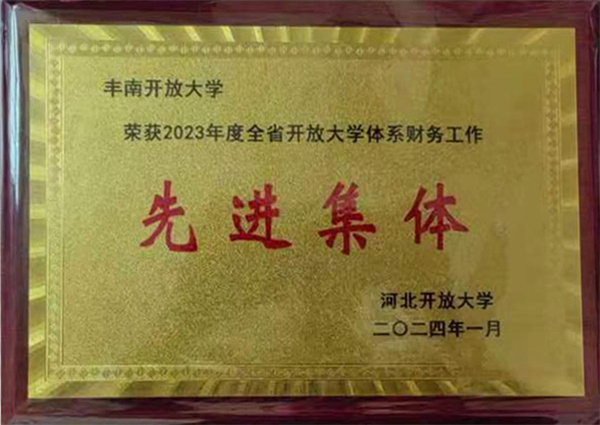 丰南开放大学
荣获2023年度全省开放大学体系财务工作
先进集体
河北开放大学
二〇二四年一月